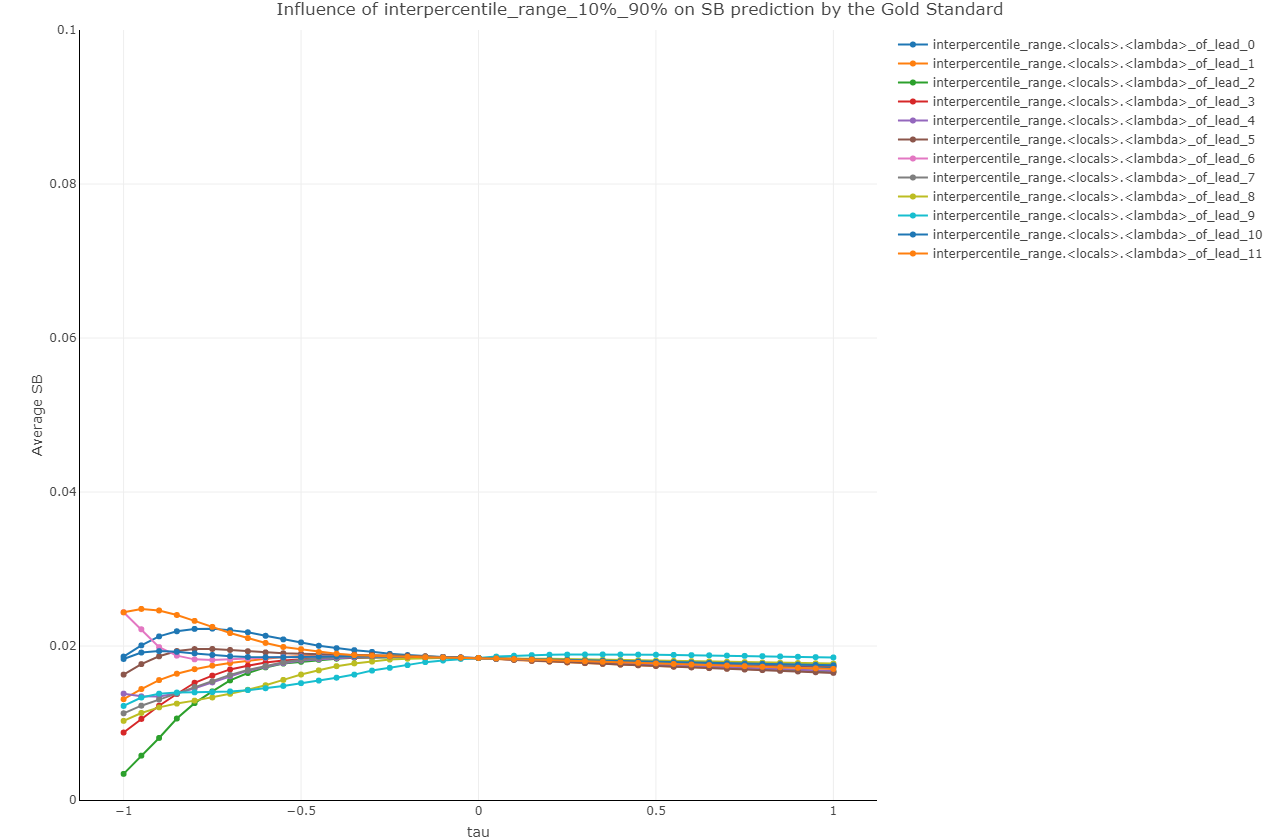 Influence of interpercentile_range_10%_90% on SB prediction by the Gold Standard
0.1
0.08
0.06
0.04
0.02
0
Average SB
−1
−0.5
0
0.5
1
tau
interpercentile_range.<locals>.<lambda>_of_lead_0
interpercentile_range.<locals>.<lambda>_of_lead_1
interpercentile_range.<locals>.<lambda>_of_lead_2
interpercentile_range.<locals>.<lambda>_of_lead_3
interpercentile_range.<locals>.<lambda>_of_lead_4
interpercentile_range.<locals>.<lambda>_of_lead_5
interpercentile_range.<locals>.<lambda>_of_lead_6
interpercentile_range.<locals>.<lambda>_of_lead_7
interpercentile_range.<locals>.<lambda>_of_lead_8
interpercentile_range.<locals>.<lambda>_of_lead_9
interpercentile_range.<locals>.<lambda>_of_lead_10
interpercentile_range.<locals>.<lambda>_of_lead_11